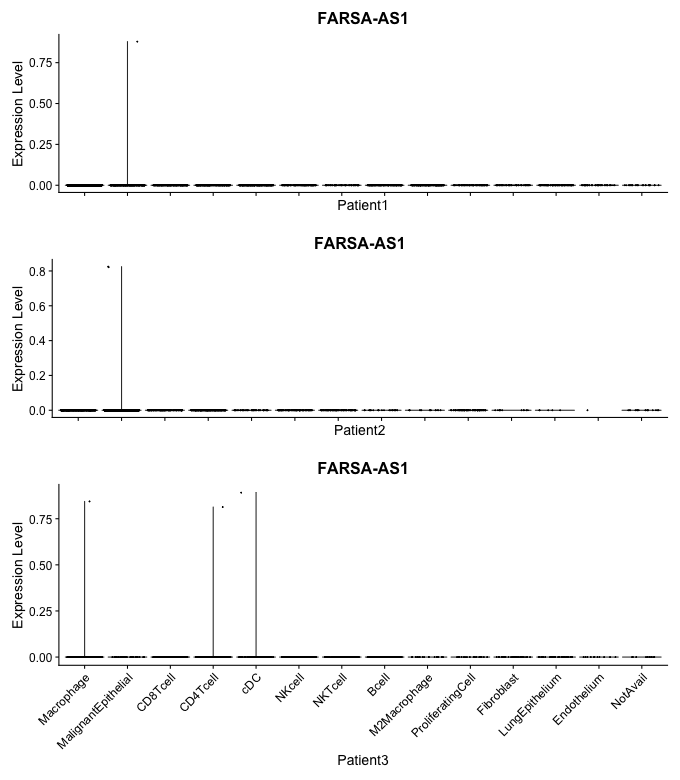 FARSA-AS1
Expression Level
0.75
0.50
0.25
0.00
Patient1
FARSA-AS1
Expression Level
0.8
0.6
0.4
0.2
0.0
Patient2
FARSA-AS1
Expression Level
0.75
0.50
0.25
0.00
Macrophage
MalignantEpithelial
CD8Tcell
CD4Tcell
cDC
NKcell
NKTcell
Bcell
M2Macrophage
ProliferatingCell
Fibroblast
LungEpithelium
Endothelium
NotAvail
Patient3